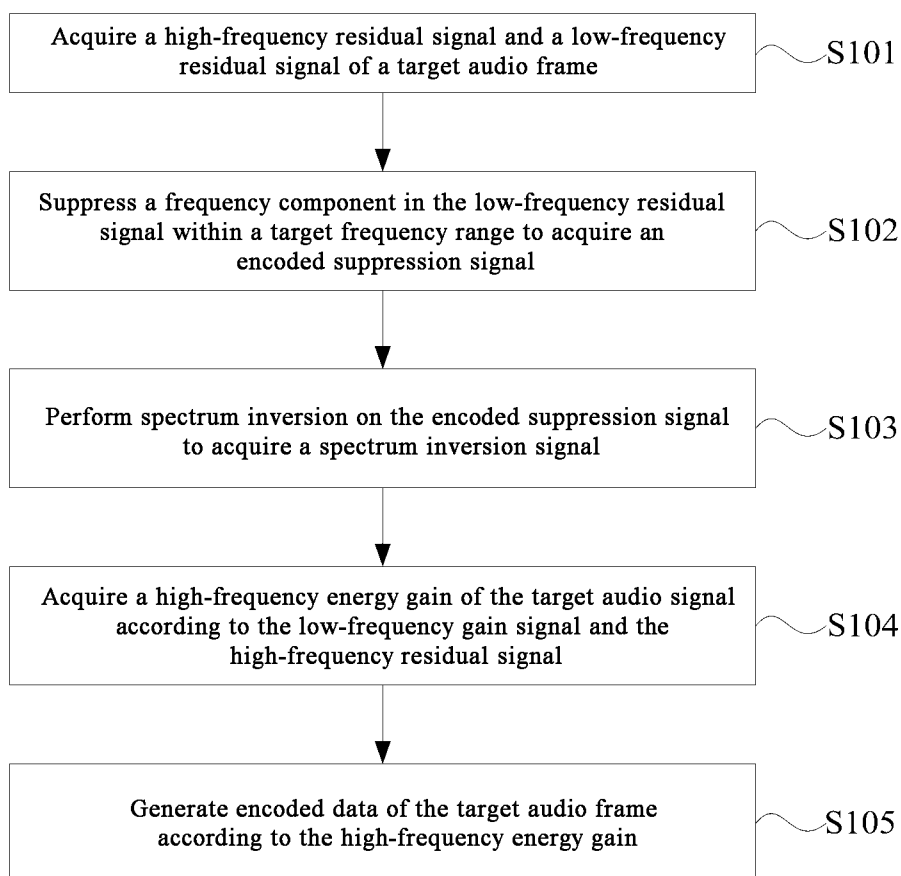 Acquire a high-frequency residual signal and a low-frequency
residual signal of a target audio frame
S101
Suppress a frequency component in the low-frequency residual
signal within a target frequency range to acquire an
encoded suppression signal
S102
Perform spectrum inversion on the encoded suppression signal
to acquire a spectrum inversion signal
S103
Acquire a high-frequency energy gain of the target audio signal
according to the low-frequency gain signal and the
high-frequency residual signal
S104
Generate encoded data of the target audio frame
according to the high-frequency energy gain
S105